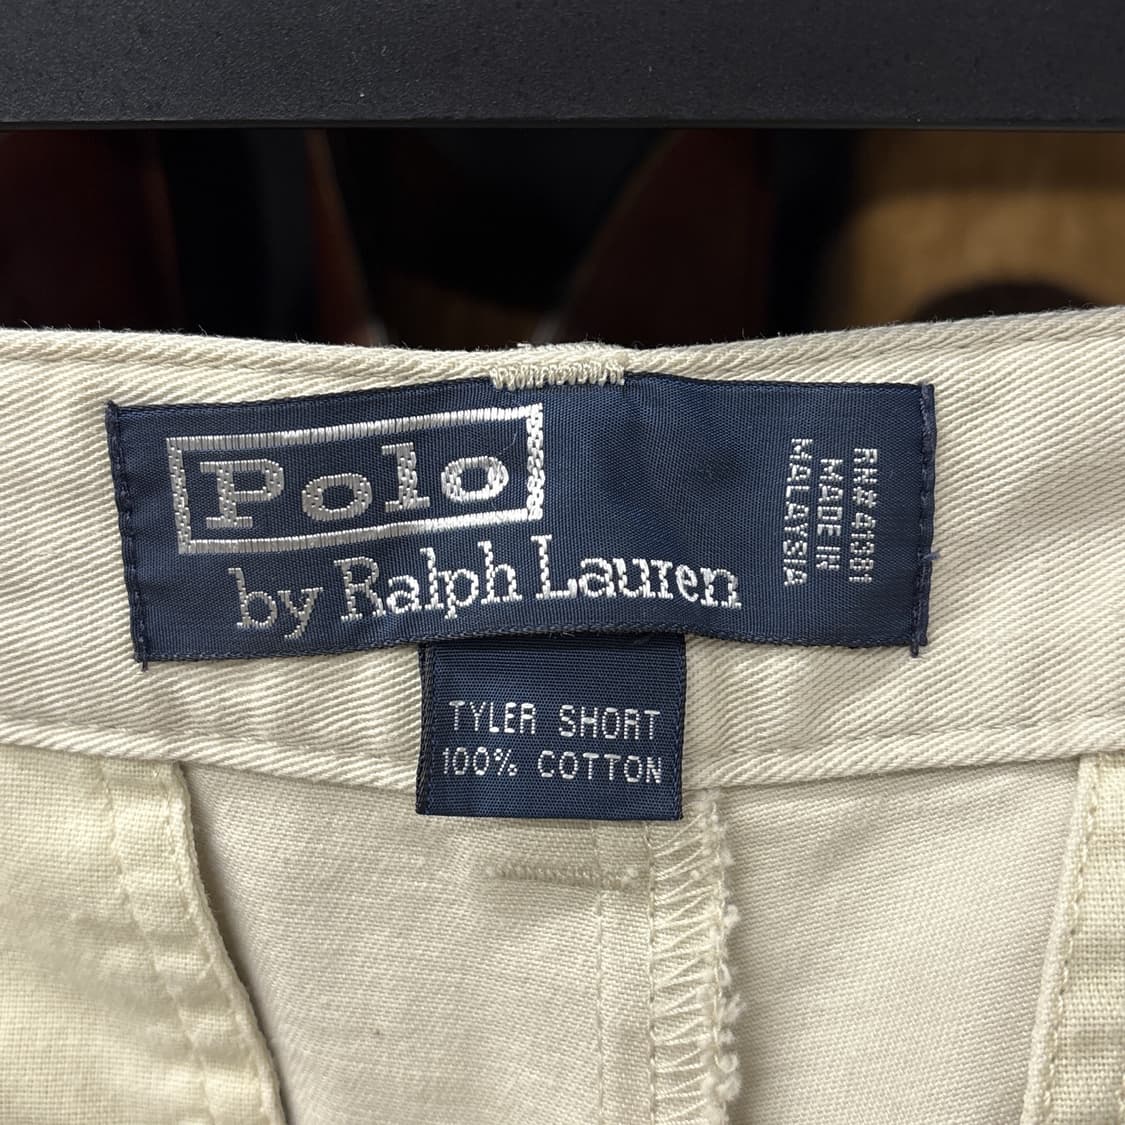 Polo
by Ralph Lauren
RN#41381
MADE IN
MALAYSIA
TYLER SHORT
100% COTTON